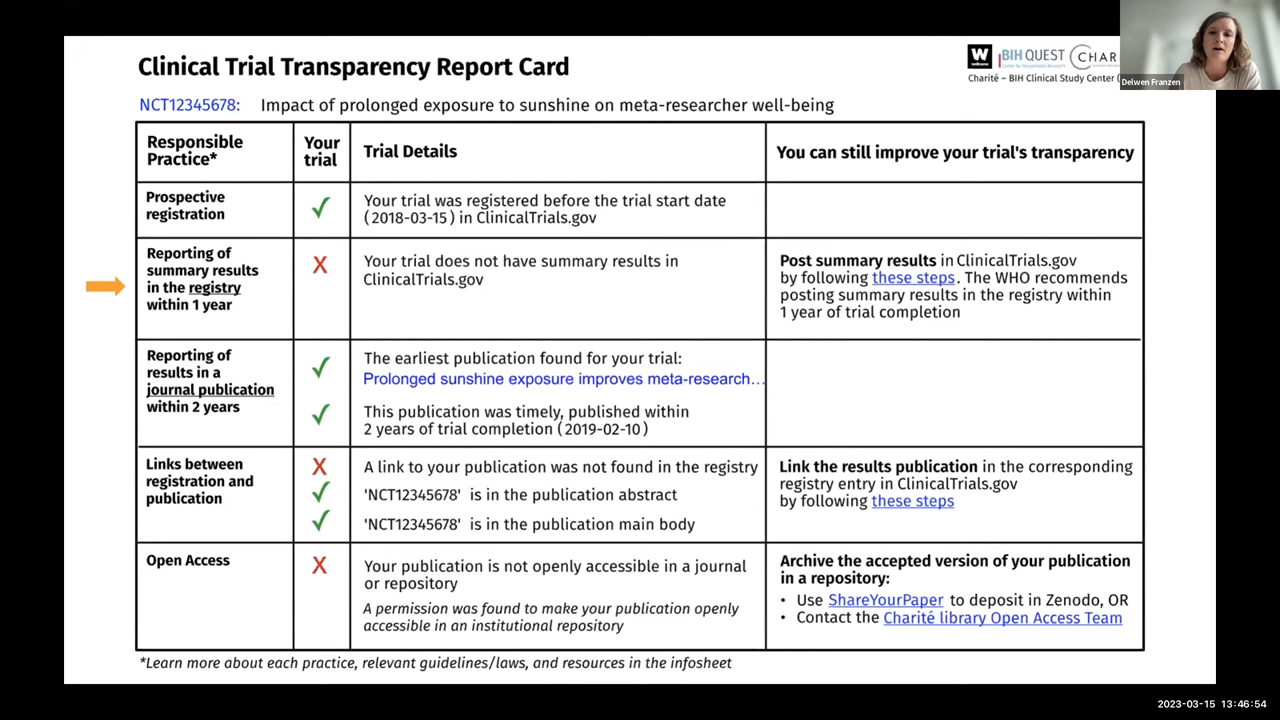 Clinical Trial Transparency Report Card
W
wellcome
BIH QUEST
CHAR
Charité – BIH Clinical Study Center (
Delwen Franzen
NCT12345678: Impact of prolonged exposure to sunshine on meta-researcher well-being
Responsible
Practice*
Your
trial
Trial Details
You can still improve your trial's transparency
Prospective
registration
✓
Your trial was registered before the trial start date
(2018-03-15) in ClinicalTrials.gov
Reporting of
summary results
in the registry
within 1 year
X
Your trial does not have summary results in
ClinicalTrials.gov
Post summary results in ClinicalTrials.gov
by following these steps. The WHO recommends
posting summary results in the registry within
1 year of trial completion
Reporting of
results in a
journal publication
within 2 years
✓
The earliest publication found for your trial:
Prolonged sunshine exposure improves meta-research…
✓
This publication was timely, published within
2 years of trial completion (2019-02-10)
Links between
registration and
publication
X
A link to your publication was not found in the registry
✓
'NCT12345678' is in the publication abstract
✓
'NCT12345678' is in the publication main body
Link the results publication in the corresponding
registry entry in ClinicalTrials.gov
by following these steps
Open Access
X
Your publication is not openly accessible in a journal
or repository
A permission was found to make your publication openly
accessible in an institutional repository
Archive the accepted version of your publication
in a repository:
• Use ShareYourPaper to deposit in Zenodo, OR
• Contact the Charité library Open Access Team
*Learn more about each practice, relevant guidelines/laws, and resources in the infosheet
2023-03-15 13:46:54